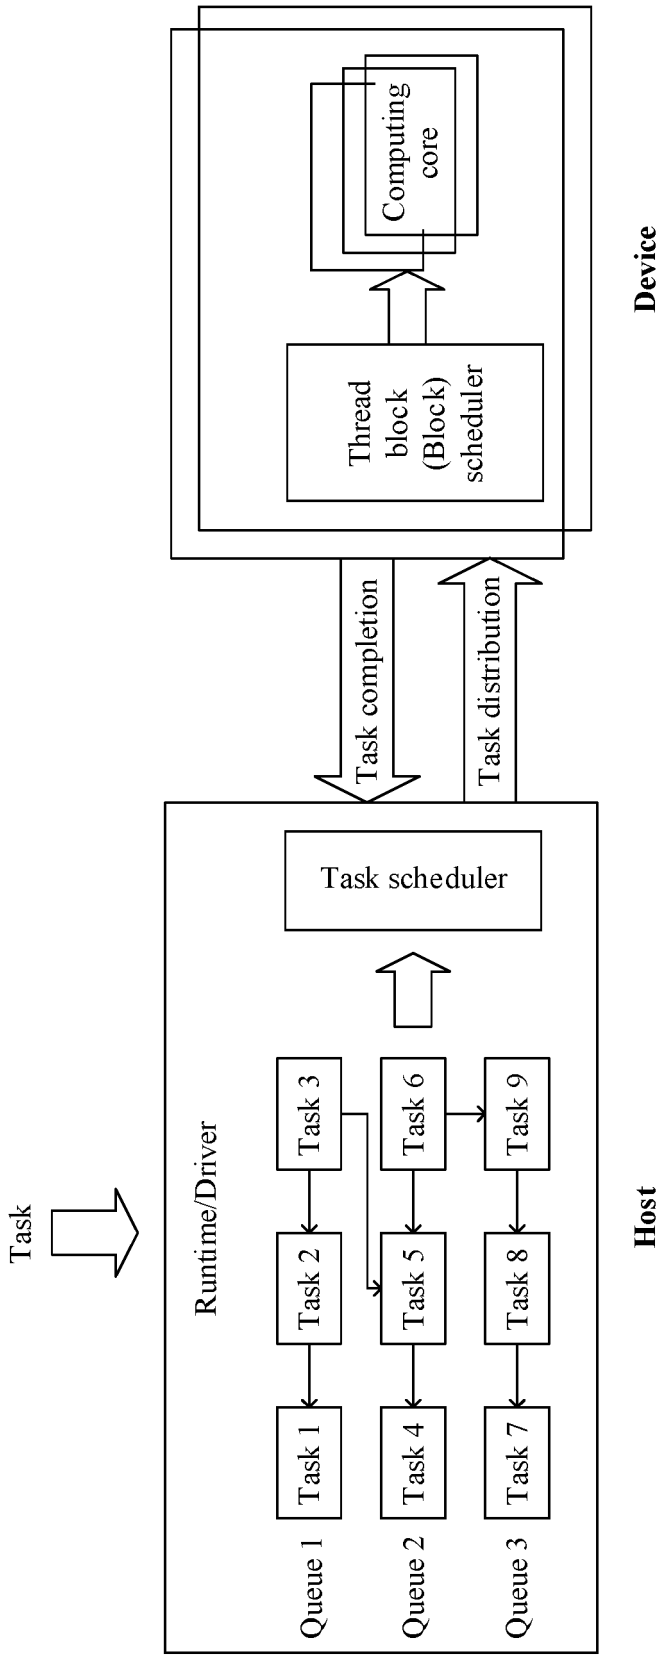 Task
Runtime/Driver
Queue 1
Task 1
Task 2
Task 3
Queue 2
Task 4
Task 5
Task 6
Queue 3
Task 7
Task 8
Task 9
Task scheduler
Host
Task completion
Task distribution
Thread
block
(Block)
scheduler
Computing
core
Device